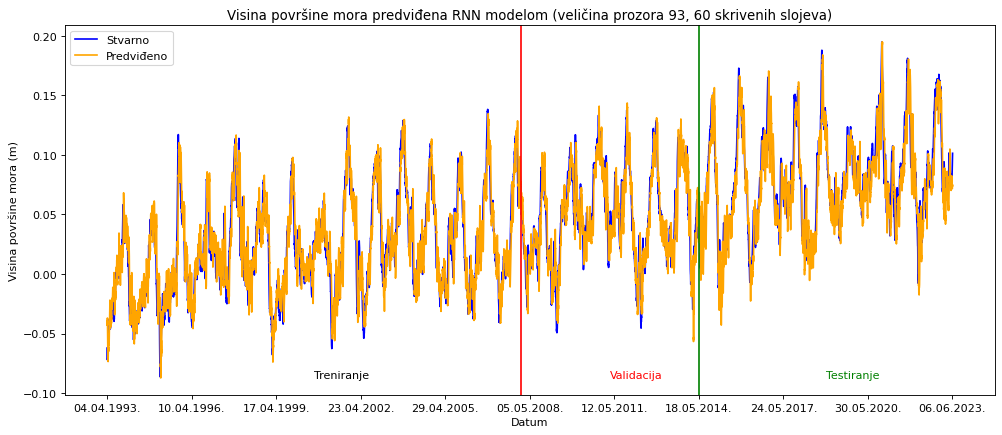 Visina površine mora predviđena RNN modelom (veličina prozora 93, 60 skrivenih slojeva)
Stvarno
Predviđeno
0.20
0.15
0.10
0.05
0.00
−0.05
−0.10
Visina površine mora (m)
Treniranje
Validacija
Testiranje
04.04.1993. 10.04.1996. 17.04.1999. 23.04.2002. 29.04.2005. 05.05.2008. 12.05.2011. 18.05.2014. 24.05.2017. 30.05.2020. 06.06.2023.
Datum